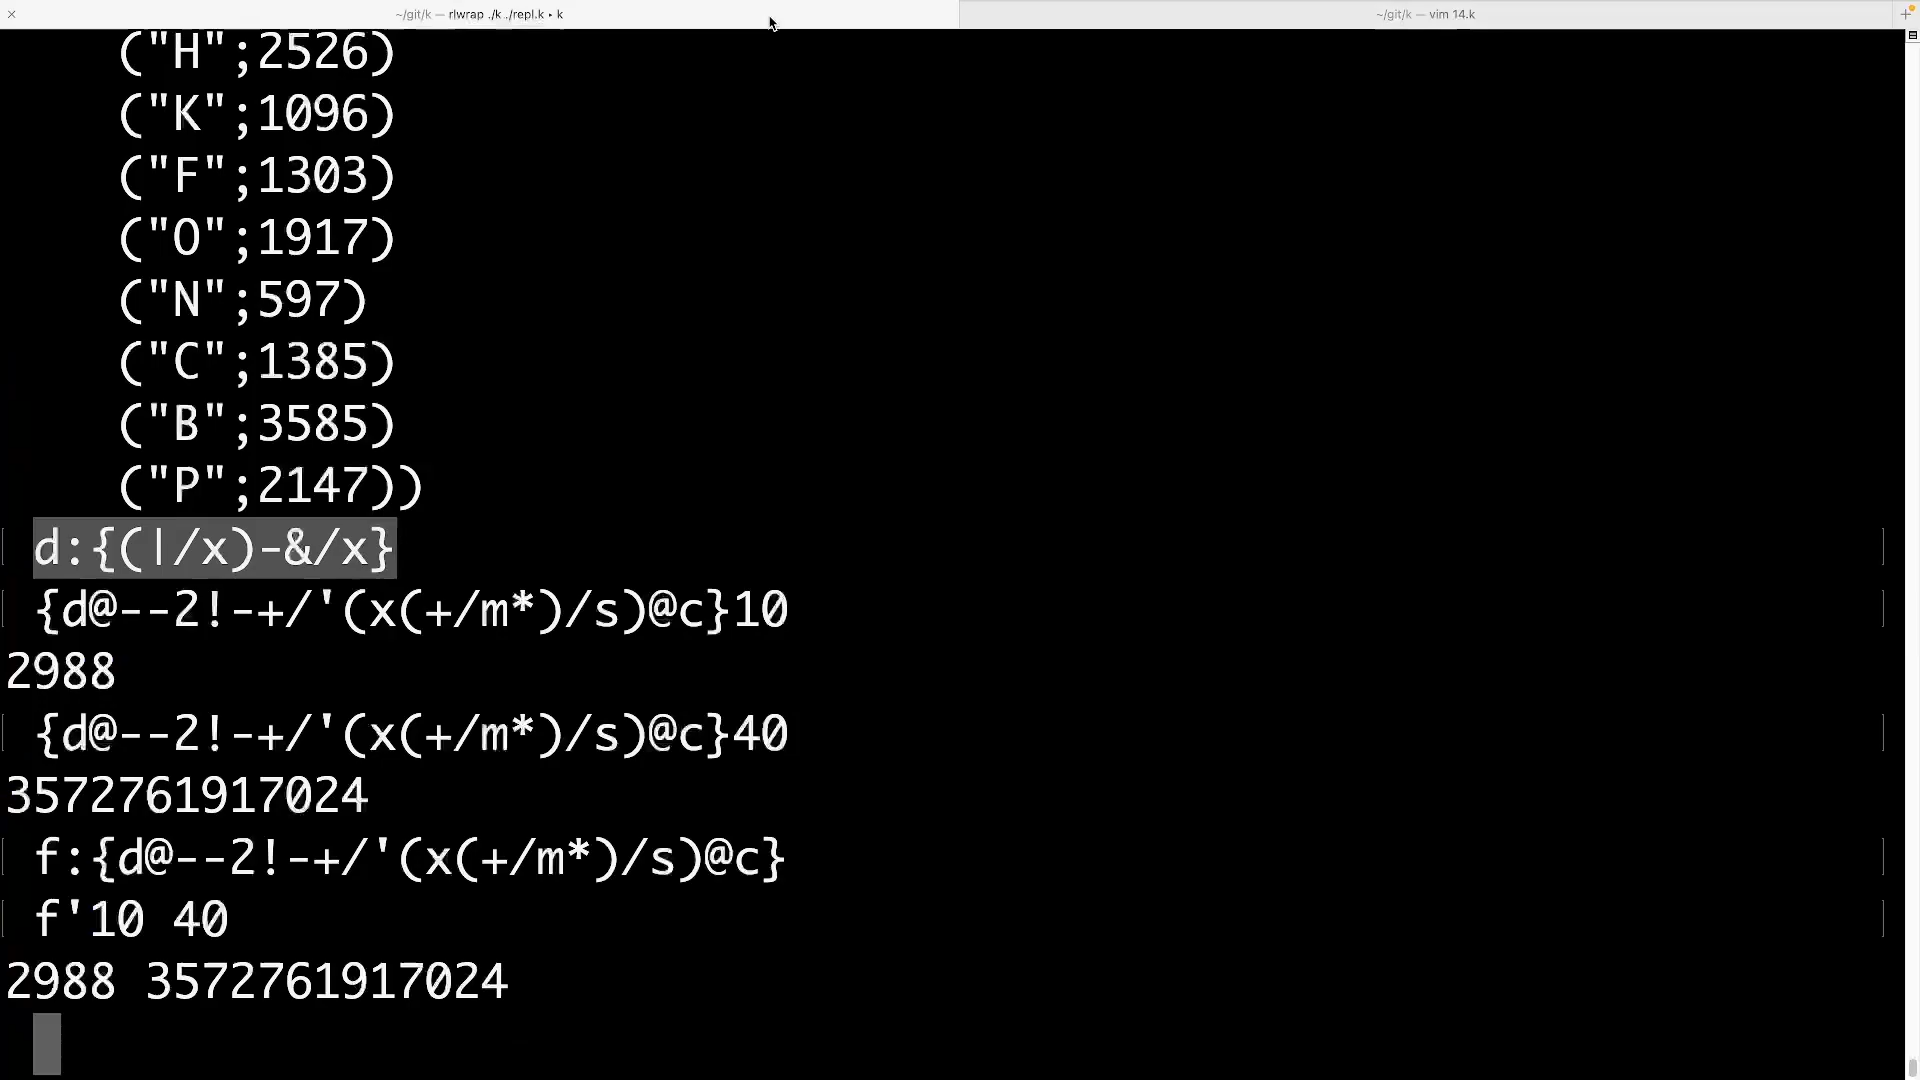 ~/git/k — rlwrap ./k ./repl.k ▸ k
~/git/k — vim 14.k
("H";2526)
("K";1096)
("F";1303)
("O";1917)
("N";597)
("C";1385)
("B";3585)
("P";2147))
d:{(|/x)-&/x}
{d@--2!-+/'(x(+/m*)/s)@c}10
2988
{d@--2!-+/'(x(+/m*)/s)@c}40
3572761917024
f:{d@--2!-+/'(x(+/m*)/s)@c}
f'10 40
2988 3572761917024